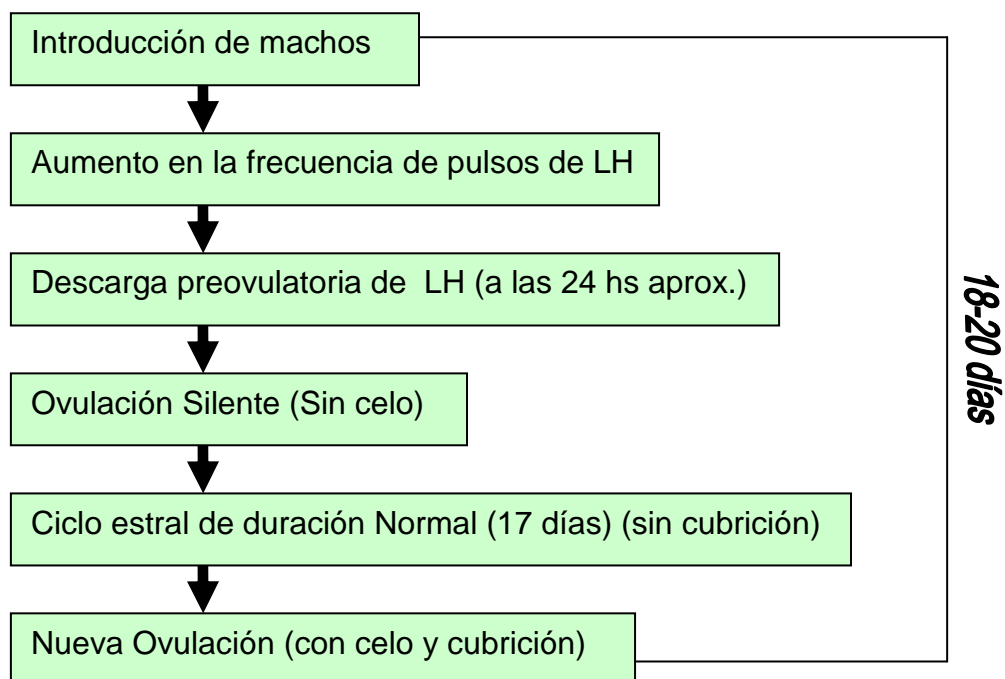 Introducción de machos
Aumento en la frecuencia de pulsos de LH
Descarga preovulatoria de LH (a las 24 hs aprox.)
Ovulación Silente (Sin celo)
Ciclo estral de duración Normal (17 días) (sin cubrición)
Nueva Ovulación (con celo y cubrición)
18-20 días